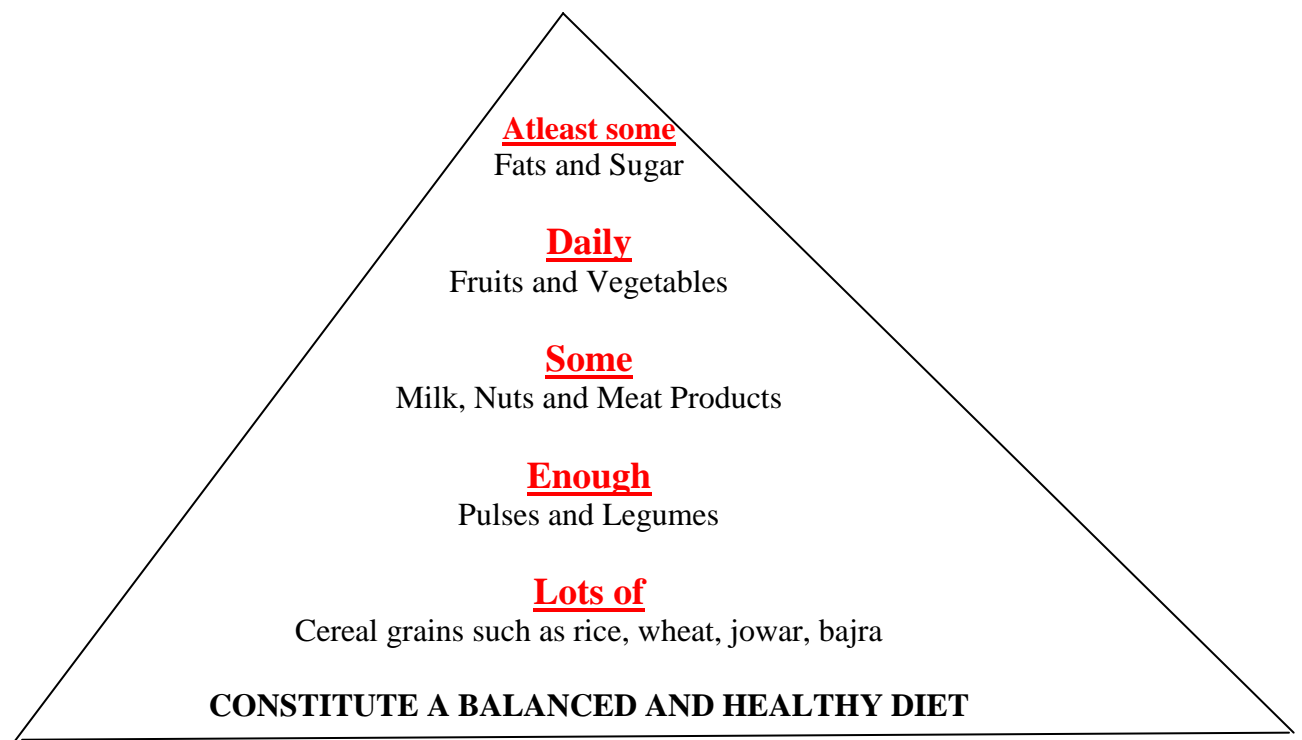 Atleast some
Fats and Sugar
Daily
Fruits and Vegetables
Some
Milk, Nuts and Meat Products
Enough
Pulses and Legumes
Lots of
Cereal grains such as rice, wheat, jowar, bajra
CONSTITUTE A BALANCED AND HEALTHY DIET